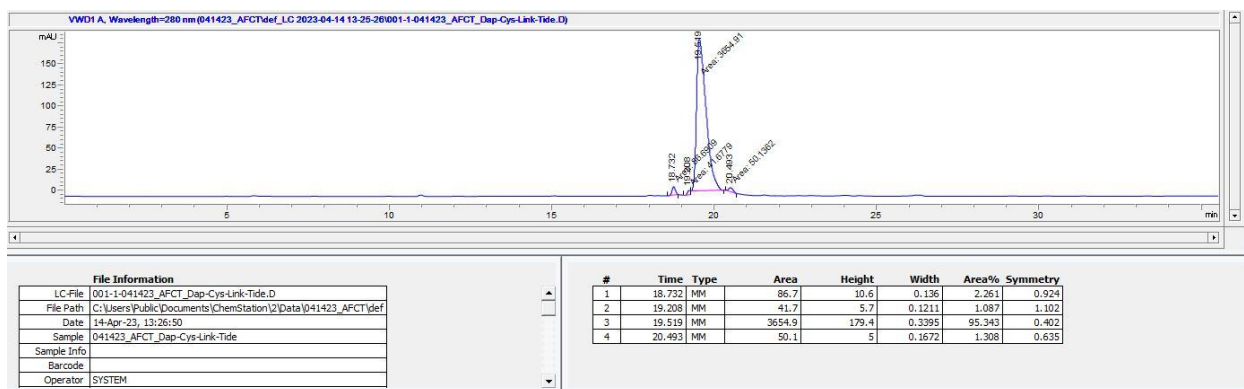 VWD1 A, Wavelength=280 nm (041423_AFCT\def_LC 2023-04-14 13-25-26\001-1-041423_AFCT_Dap-Cys-Link-Tide.D)
mAU
150
125
100
75
50
25
0
18.732
Area: 86.6909
19.208
Area: 41.6779
19.519
Area: 3654.91
20.493
Area: 50.1362
5 10 15 20 25 30 min
File Information
LC-File 001-1-041423_AFCT_Dap-Cys-Link-Tide.D
File Path C:\Users\Public\Documents\ChemStation\2\Data\041423_AFCT\def
Date 14-Apr-23, 13:26:50
Sample 041423_AFCT_Dap-Cys-Link-Tide
Sample Info
Barcode
Operator SYSTEM
# Time Type Area Height Width Area% Symmetry
1 18.732 MM 86.7 10.6 0.136 2.261 0.924
2 19.208 MM 41.7 5.7 0.1211 1.087 1.102
3 19.519 MM 3654.9 179.4 0.3395 95.343 0.402
4 20.493 MM 50.1 5 0.1672 1.308 0.635